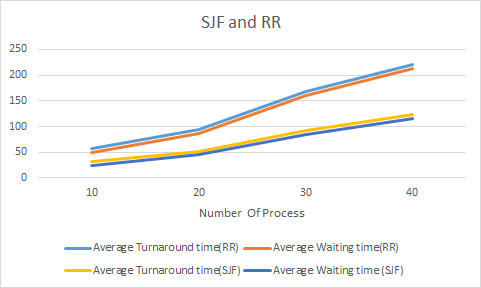 SJF and RR
250
200
150
100
50
0
10 20 30 40
Number Of Process
Average Turnaround time(RR) Average Waiting time(RR)
Average Turnaround time(SJF) Average Waiting time (SJF)